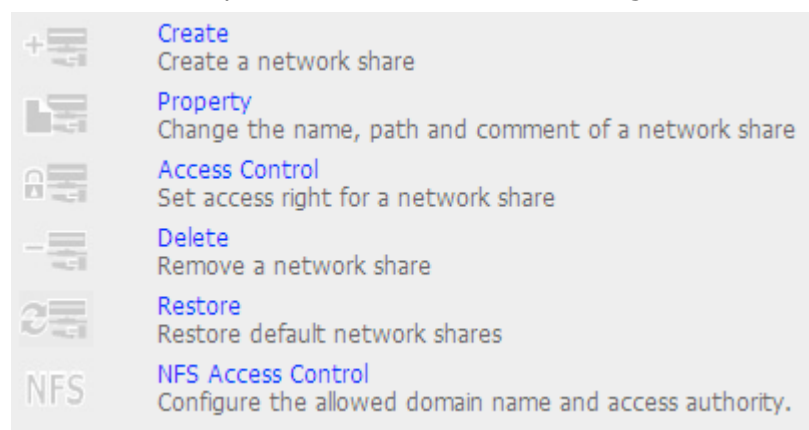 Create
Create a network share
Property
Change the name, path and comment of a network share
Access Control
Set access right for a network share
Delete
Remove a network share
Restore
Restore default network shares
NFS
NFS Access Control
Configure the allowed domain name and access authority.